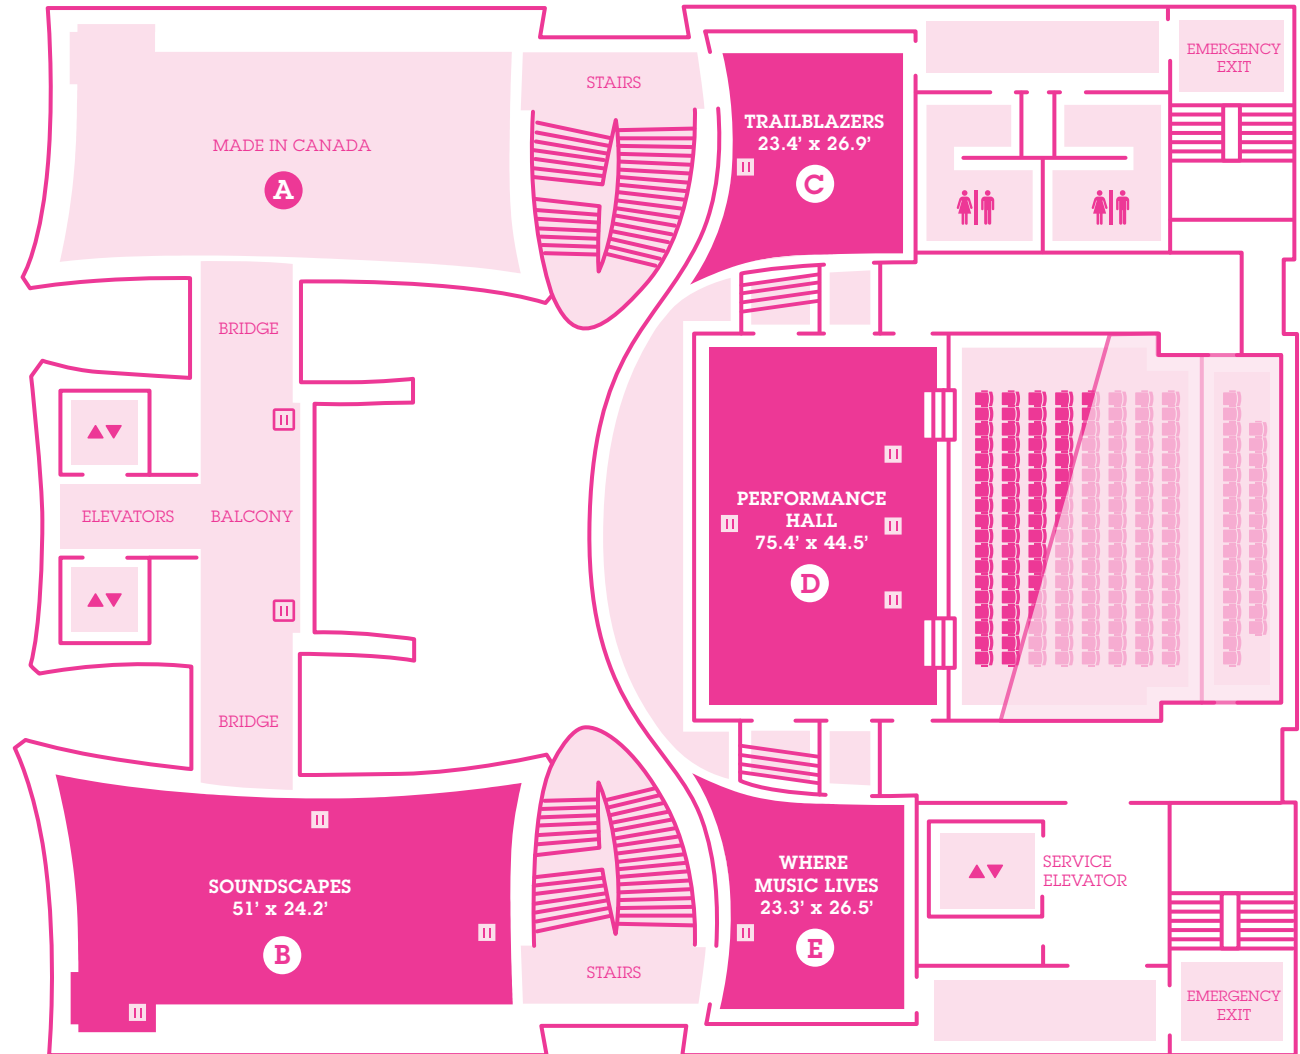 EMERGENCY
EXIT
STAIRS
TRAILBLAZERS
23.4' x 26.9'
C
MADE IN CANADA
A
BRIDGE
ELEVATORS
BALCONY
PERFORMANCE
HALL
75.4' x 44.5'
D
BRIDGE
SOUNDSCAPES
51' x 24.2'
B
WHERE
MUSIC LIVES
23.3' x 26.5'
E
SERVICE
ELEVATOR
STAIRS
EMERGENCY
EXIT